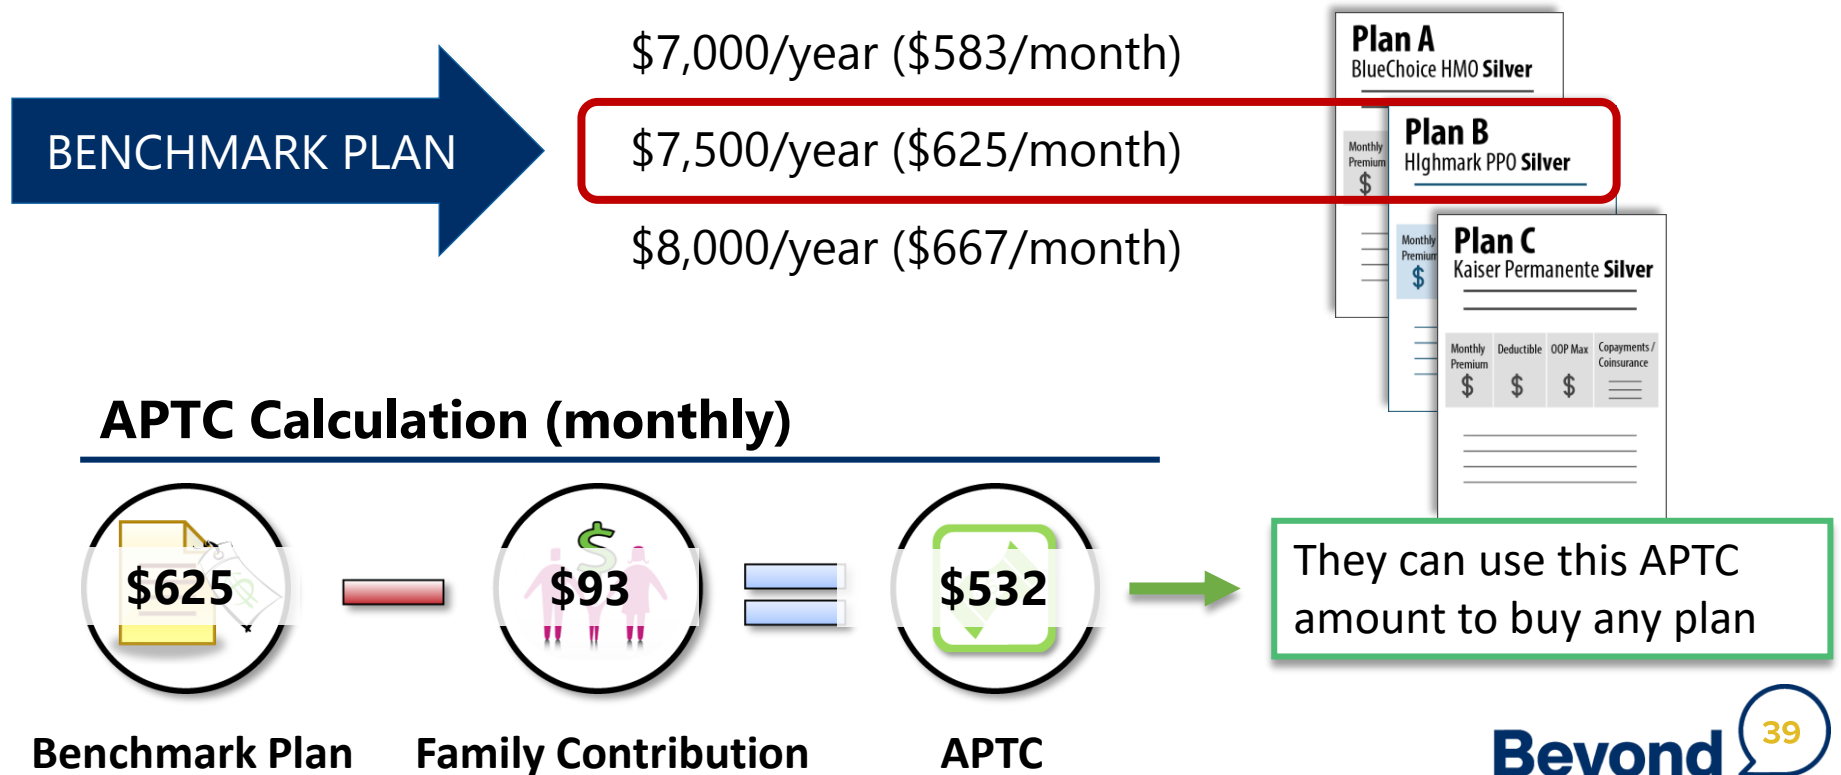 BENCHMARK PLAN
$7,000/year ($583/month)
$7,500/year ($625/month)
$8,000/year ($667/month)
Plan A
BlueChoice HMO Silver
Monthly
Premium
$
Plan B
HIghmark PPO Silver
Monthly
Premium
$
Plan C
Kaiser Permanente Silver
Monthly Premium
Deductible
OOP Max
Copayments / Coinsurance
$ $ $
APTC Calculation (monthly)
$625
$
$93
$532
They can use this APTC
amount to buy any plan
Benchmark Plan
Family Contribution
APTC
Beyond
39